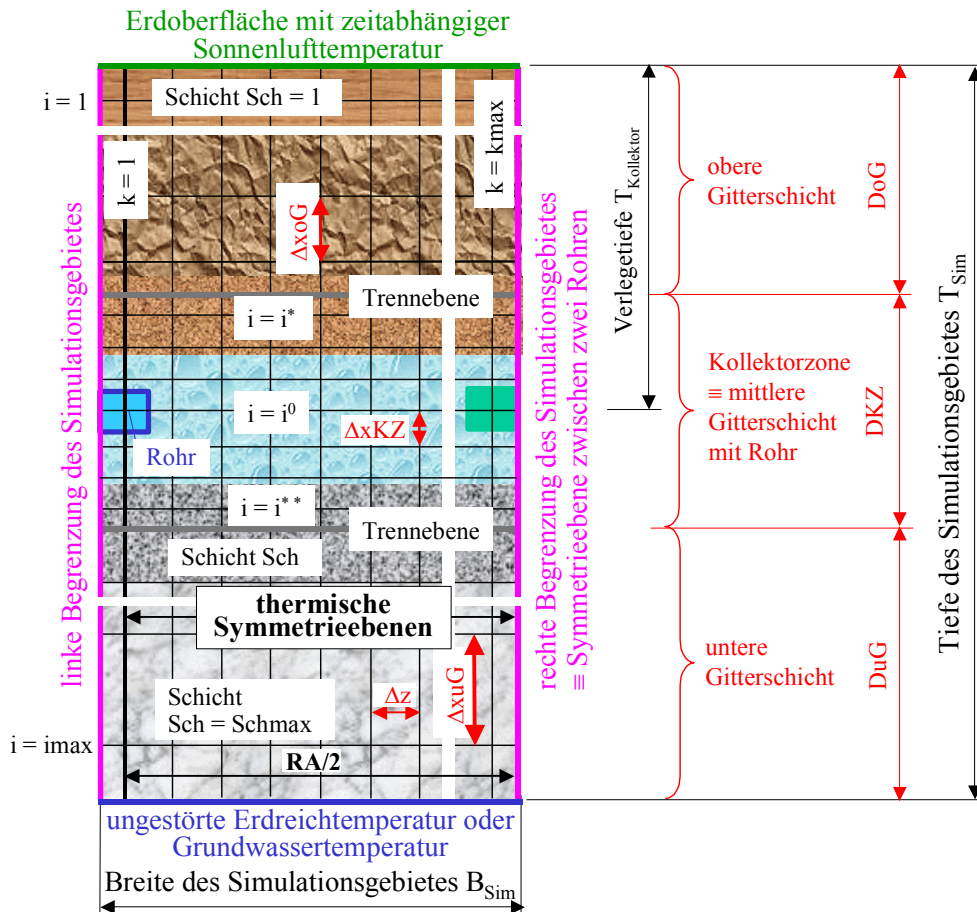 Erdoberfläche mit zeitabhängiger
Sonnenlufttemperatur
i = 1
Schicht Sch = 1
k = 1
k = kmax
ΔxoG
Trennebene
i = i*
i = i⁰
ΔxKZ
Rohr
i = i**
Trennebene
Schicht Sch
thermische
Symmetrieebenen
Schicht
Sch = Schmax
Δz
ΔxuG
i = imax
RA/2
ungestörte Erdreichtemperatur oder
Grundwassertemperatur
Breite des Simulationsgebietes B_Sim
linke Begrenzung des Simulationsgebietes
rechte Begrenzung des Simulationsgebietes
≡ Symmetrieebene zwischen zwei Rohren
Verlegetiefe T_Kollektor
obere
Gitterschicht
DoG
Kollektorzone
≡ mittlere
Gitterschicht
mit Rohr
DKZ
untere
Gitterschicht
DuG
Tiefe des Simulationsgebietes T_Sim